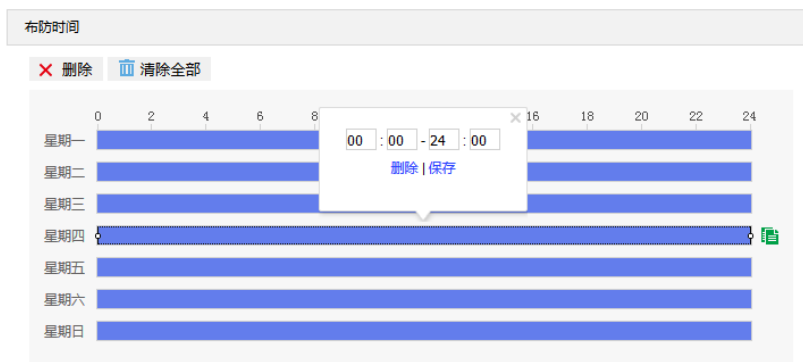 布防时间
删除 清除全部
0 2 4 6 8 16 18 20 22 24
00 : 00 - 24 : 00
删除 | 保存
星期一
星期二
星期三
星期四
星期五
星期六
星期日